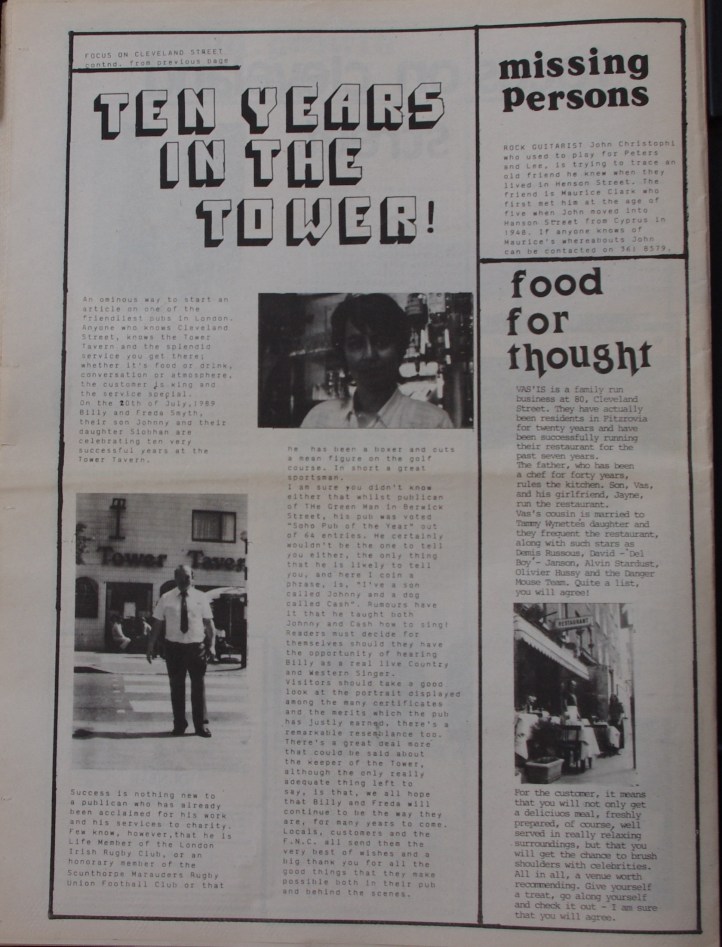 FOCUS ON CLEVELAND STREET
contnd. from previous page
TEN YEARS
IN THE
TOWER!
An ominous way to start an
article on one of the
friendliest pubs in London.
Anyone who knows Cleveland
Street, knows the Tower
Tavern and the splendid
service you get there;
whether it's food or drink,
conversation or atmosphere,
the customer is king and
the service special.
On the 20th of July,1989
Billy and Freda Smyth,
their son Johnny and their
daughter Siobhan are
celebrating ten very
successful years at the
Tower Tavern.
Tower Tavern
Success is nothing new to
a publican who has already
been acclaimed for his work
and his services to charity.
Few know, however,that he is
Life Member of the London
Irish Rugby Club, or an
honorary member of the
Scunthorpe Marauders Rugby
Union Football Club or that
he has been a boxer and cuts
a mean figure on the golf
course. In short a great
sportsman.
I am sure you didn't know
either that whilst publican
of The Green Man in Berwick
Street, his pub was voted
"Soho Pub of the Year" out
of 64 entries. He certainly
wouldn't be the one to tell
you either, the only thing
that he is likely to tell
you, and here I coin a
phrase, is, "I've a son
called Johnny and a dog
called Cash". Rumours have
it that he taught both
Johnny and Cash how to sing!
Readers must decide for
themselves should they have
the opportunity of hearing
Billy as a real live Country
and Western Singer.
Visitors should take a good
look at the portrait displayed
among the many certificates
and the merits which the pub
has justly earned, there's a
remarkable resemblance too.
There's a great deal more
that could be said about
the keeper of the Tower,
although the only really
adequate thing left to
say, is that, we all hope
that Billy and Freda will
continue to be the way they
are, for many years to come.
Locals, customers and the
F.N.C. all send them the
very best of wishes and a
big thank you for all the
good things that they make
possible both in their pub
and behind the scenes.
missing
persons
ROCK GUITARIST John Christophi
who used to play for Peters
and Lee, is trying to trace an
old friend he knew when they
lived in Hanson Street. The
friend is Maurice Clark who
first met him at the age of
five when John moved into
Hanson Street from Cyprus in
1948. If anyone knows of
Maurice's whereabouts John
can be contacted on 361 8579.
food
for
thought
VAS'IS is a family run
business at 80, Cleveland
Street. They have actually
been residents in Fitzrovia
for twenty years and have
been successfully running
their restaurant for the
past seven years.
The father, who has been
a chef for forty years,
rules the kitchen. Son, Vas,
and his girlfriend, Jayne,
run the restaurant.
Vas's cousin is married to
Tammy Wynette's daughter and
they frequent the restaurant,
along with such stars as
Demis Roussous, David -'Del
Boy'- Janson, Alvin Stardust,
Olivier Hussy and the Danger
Mouse Team. Quite a list,
you will agree!
RESTAURANT
For the customer, it means
that you will not only get
a deliciuos meal, freshly
prepared, of course, well
served in really relaxing
surroundings, but that you
will get the chance to brush
shoulders with celebrities.
All in all, a venue worth
recommending. Give yourself
a treat, go along yourself
and check it out - I am sure
that you will agree.